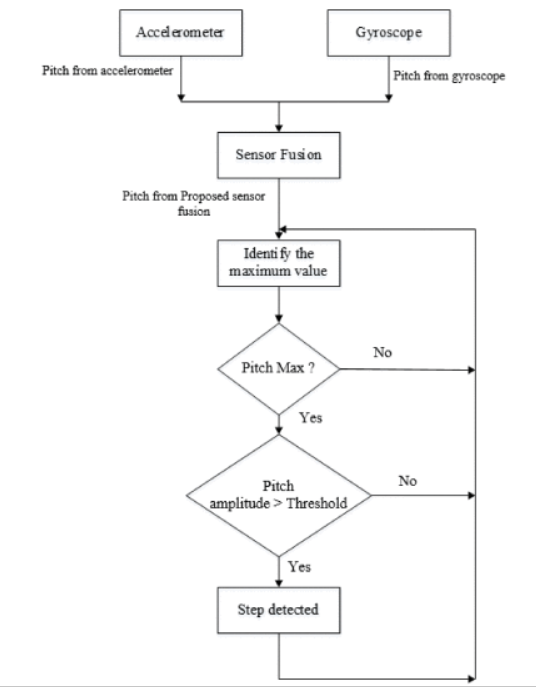 Accelerometer
Gyroscope
Pitch from accelerometer
Pitch from gyroscope
Sensor Fusion
Pitch from Proposed sensor
fusion
Identify the
maximum value
Pitch Max ?
No
Yes
Pitch
amplitude > Threshold
No
Yes
Step detected